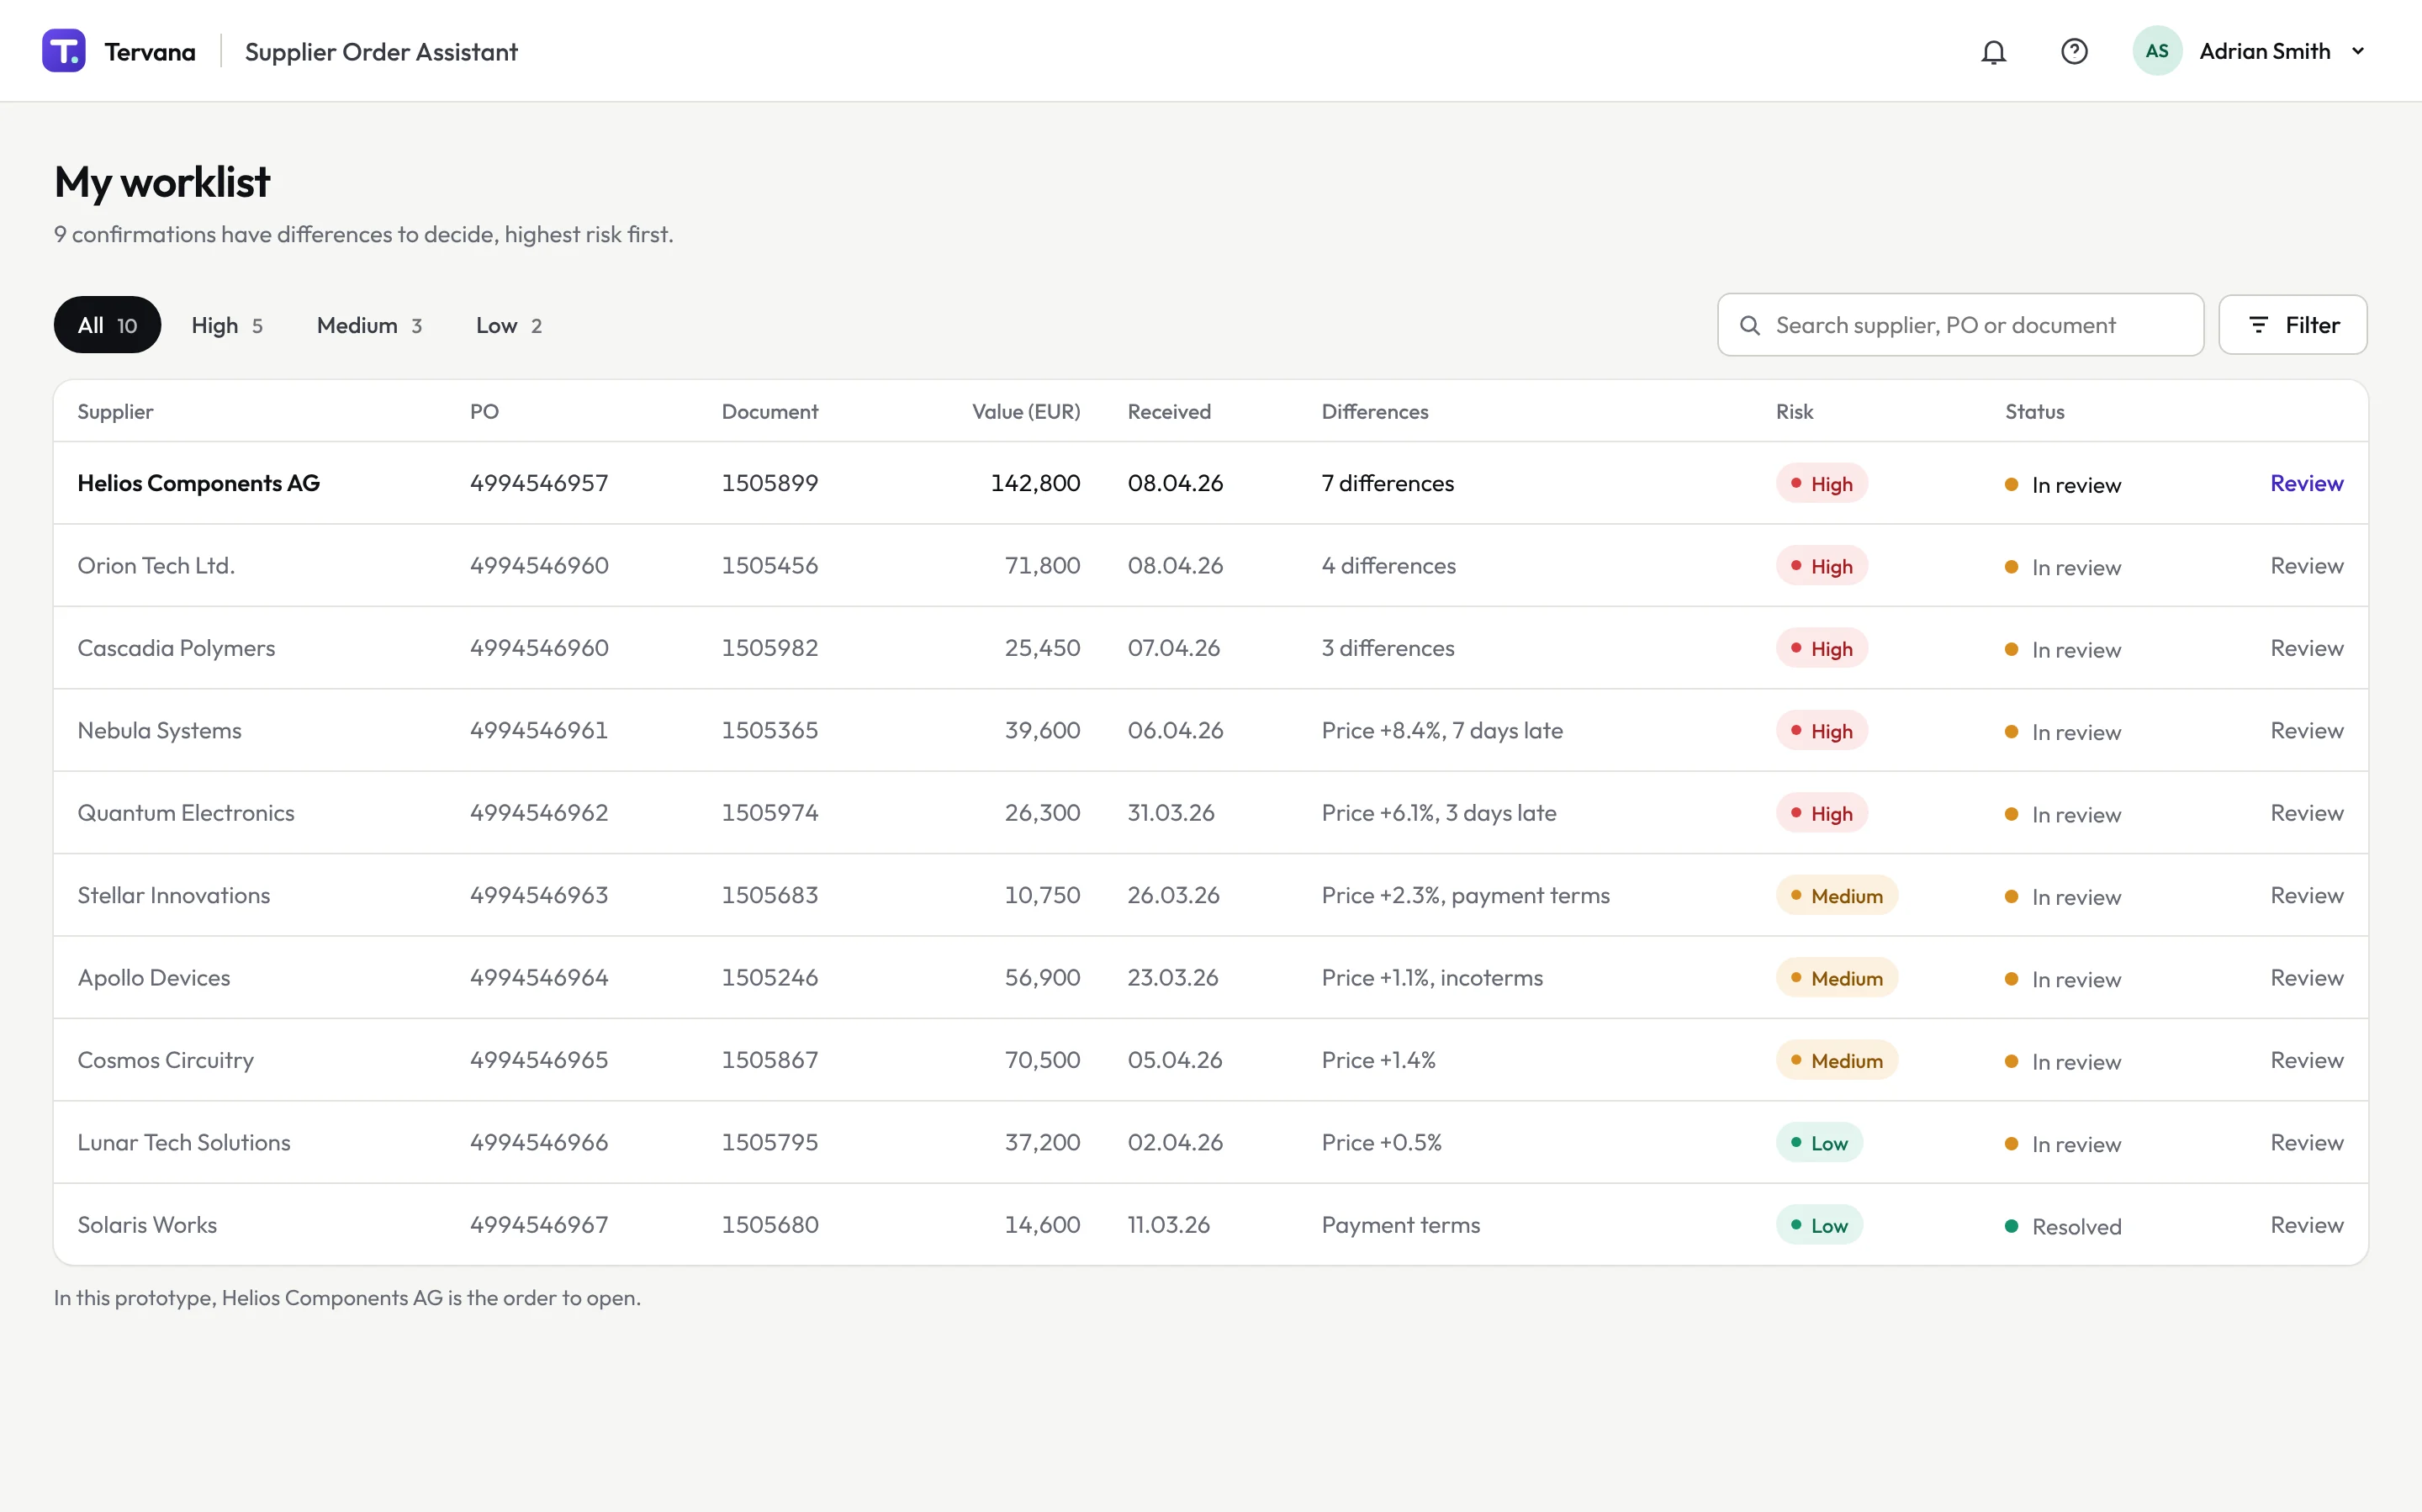 T. Tervana Supplier Order Assistant AS Adrian Smith
My worklist
9 confirmations have differences to decide, highest risk first.
All 10 High 5 Medium 3 Low 2 Search supplier, PO or document Filter
Supplier PO Document Value (EUR) Received Differences Risk Status
Helios Components AG 4994546957 1505899 142,800 08.04.26 7 differences High In review Review
Orion Tech Ltd. 4994546960 1505456 71,800 08.04.26 4 differences High In review Review
Cascadia Polymers 4994546960 1505982 25,450 07.04.26 3 differences High In review Review
Nebula Systems 4994546961 1505365 39,600 06.04.26 Price +8.4%, 7 days late High In review Review
Quantum Electronics 4994546962 1505974 26,300 31.03.26 Price +6.1%, 3 days late High In review Review
Stellar Innovations 4994546963 1505683 10,750 26.03.26 Price +2.3%, payment terms Medium In review Review
Apollo Devices 4994546964 1505246 56,900 23.03.26 Price +1.1%, incoterms Medium In review Review
Cosmos Circuitry 4994546965 1505867 70,500 05.04.26 Price +1.4% Medium In review Review
Lunar Tech Solutions 4994546966 1505795 37,200 02.04.26 Price +0.5% Low In review Review
Solaris Works 4994546967 1505680 14,600 11.03.26 Payment terms Low Resolved Review
In this prototype, Helios Components AG is the order to open.